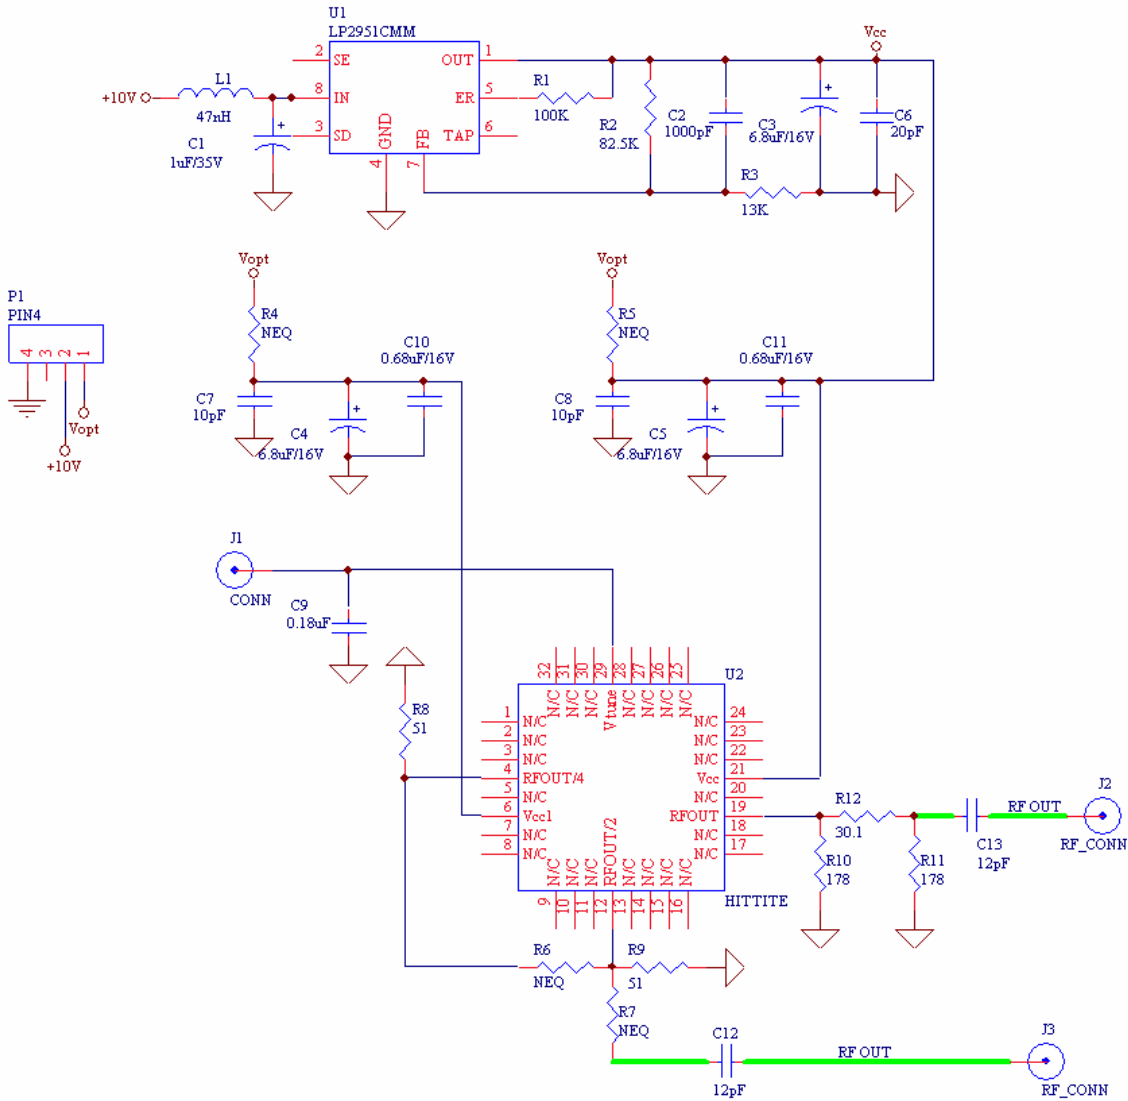 U1
LP2951CMM
2
SE
OUT
1
Vcc
+10V
L1
47nH
8
IN
ER
5
R1
100K
3
SD
TAP
6
GND
FB
4
7
C1
1uF/35V
+
R2
82.5K
C2
1000pF
C3
6.8uF/16V
+
C6
20pF
R3
13K
P1
PIN4
4
3
2
1
Vopt
+10V
Vopt
R4
NEQ
C10
0.68uF/16V
C7
10pF
C4
6.8uF/16V
+
Vopt
R5
NEQ
C11
0.68uF/16V
C8
10pF
C5
6.8uF/16V
+
J1
CONN
C9
0.18uF
R8
51
U2
32
31
30
29
28
27
26
25
N/C
N/C
N/C
Vtune
N/C
N/C
N/C
N/C
1
N/C
2
N/C
3
N/C
4
RFOUT/4
5
N/C
6
Vcc1
7
N/C
8
N/C
N/C
24
N/C
23
N/C
22
Vcc
21
N/C
20
RFOUT
19
N/C
18
N/C
17
N/C
N/C
N/C
RFOUT/2
N/C
N/C
N/C
N/C
9
10
11
12
13
14
15
16
HITTITE
R12
30.1
R10
178
R11
178
C13
12pF
RFOUT
J2
RF_CONN
R6
NEQ
R9
51
R7
NEQ
C12
12pF
RFOUT
J3
RF_CONN